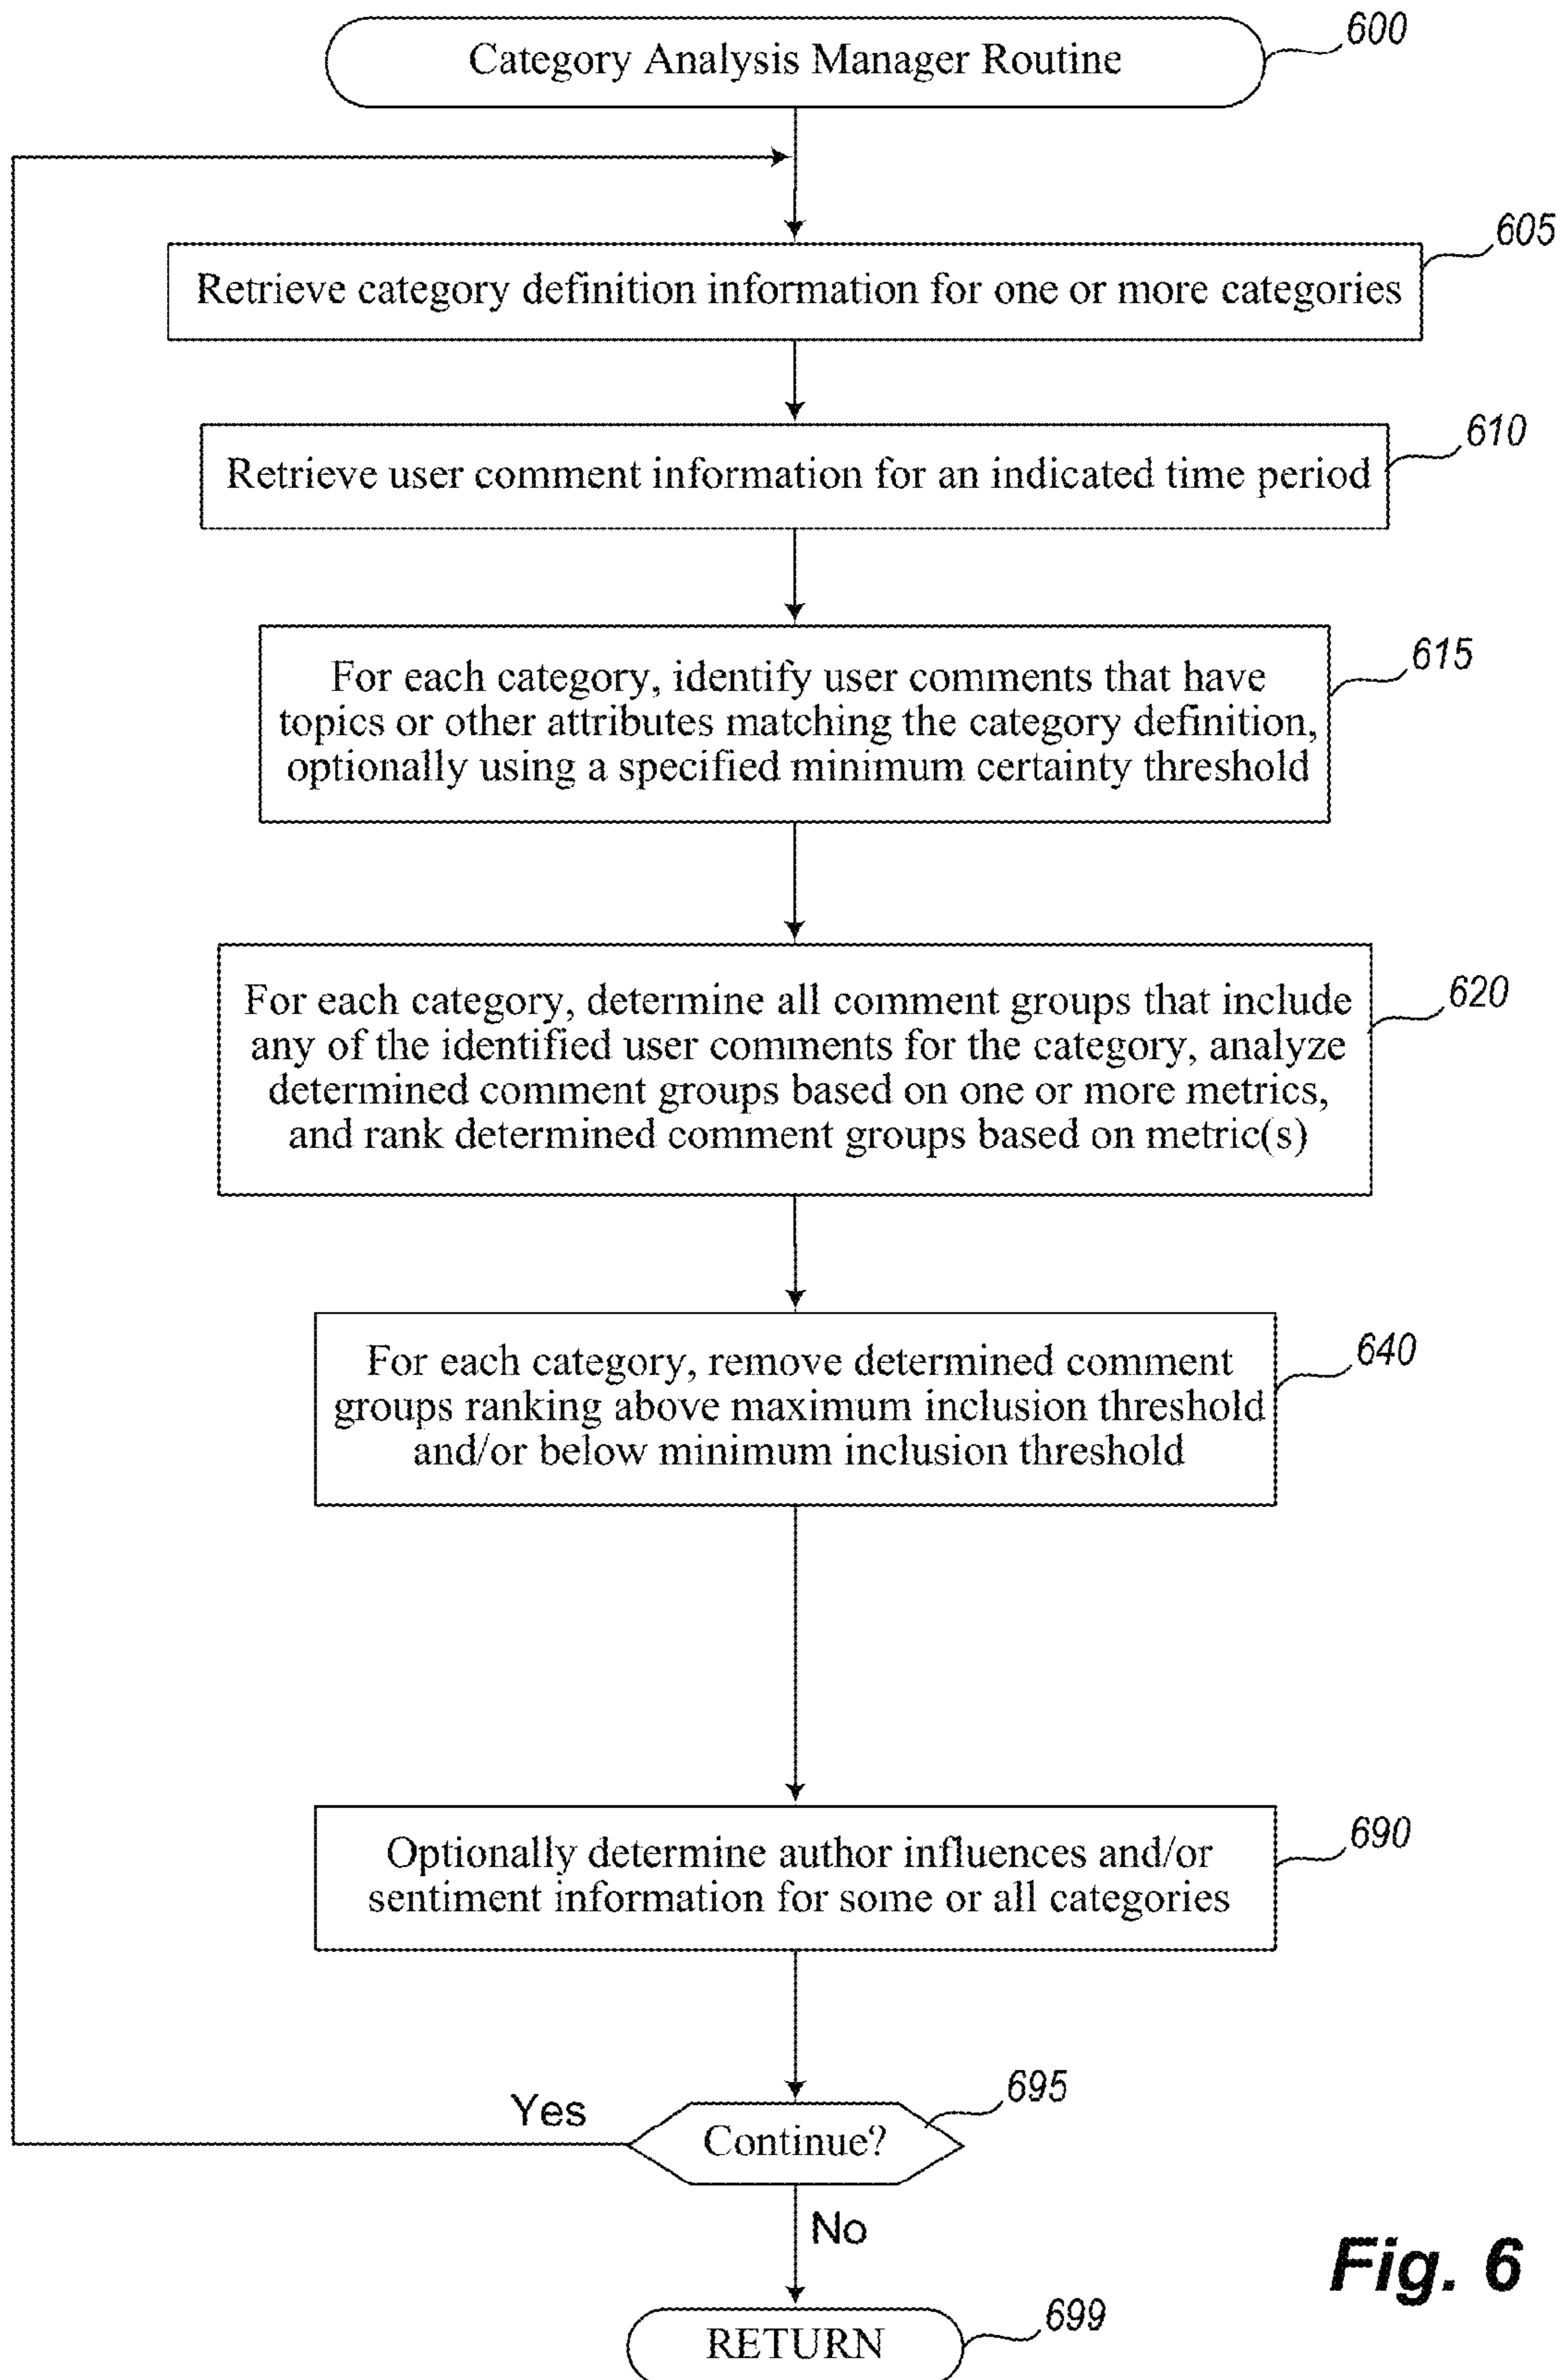 Category Analysis Manager Routine
600
605
Retrieve category definition information for one or more categories
610
Retrieve user comment information for an indicated time period
615
For each category, identify user comments that have
topics or other attributes matching the category definition,
optionally using a specified minimum certainty threshold
620
For each category, determine all comment groups that include
any of the identified user comments for the category, analyze
determined comment groups based on one or more metrics,
and rank determined comment groups based on metric(s)
640
For each category, remove determined comment
groups ranking above maximum inclusion threshold
and/or below minimum inclusion threshold
690
Optionally determine author influences and/or
sentiment information for some or all categories
695
Yes
Continue?
No
Fig. 6
699
RETURN